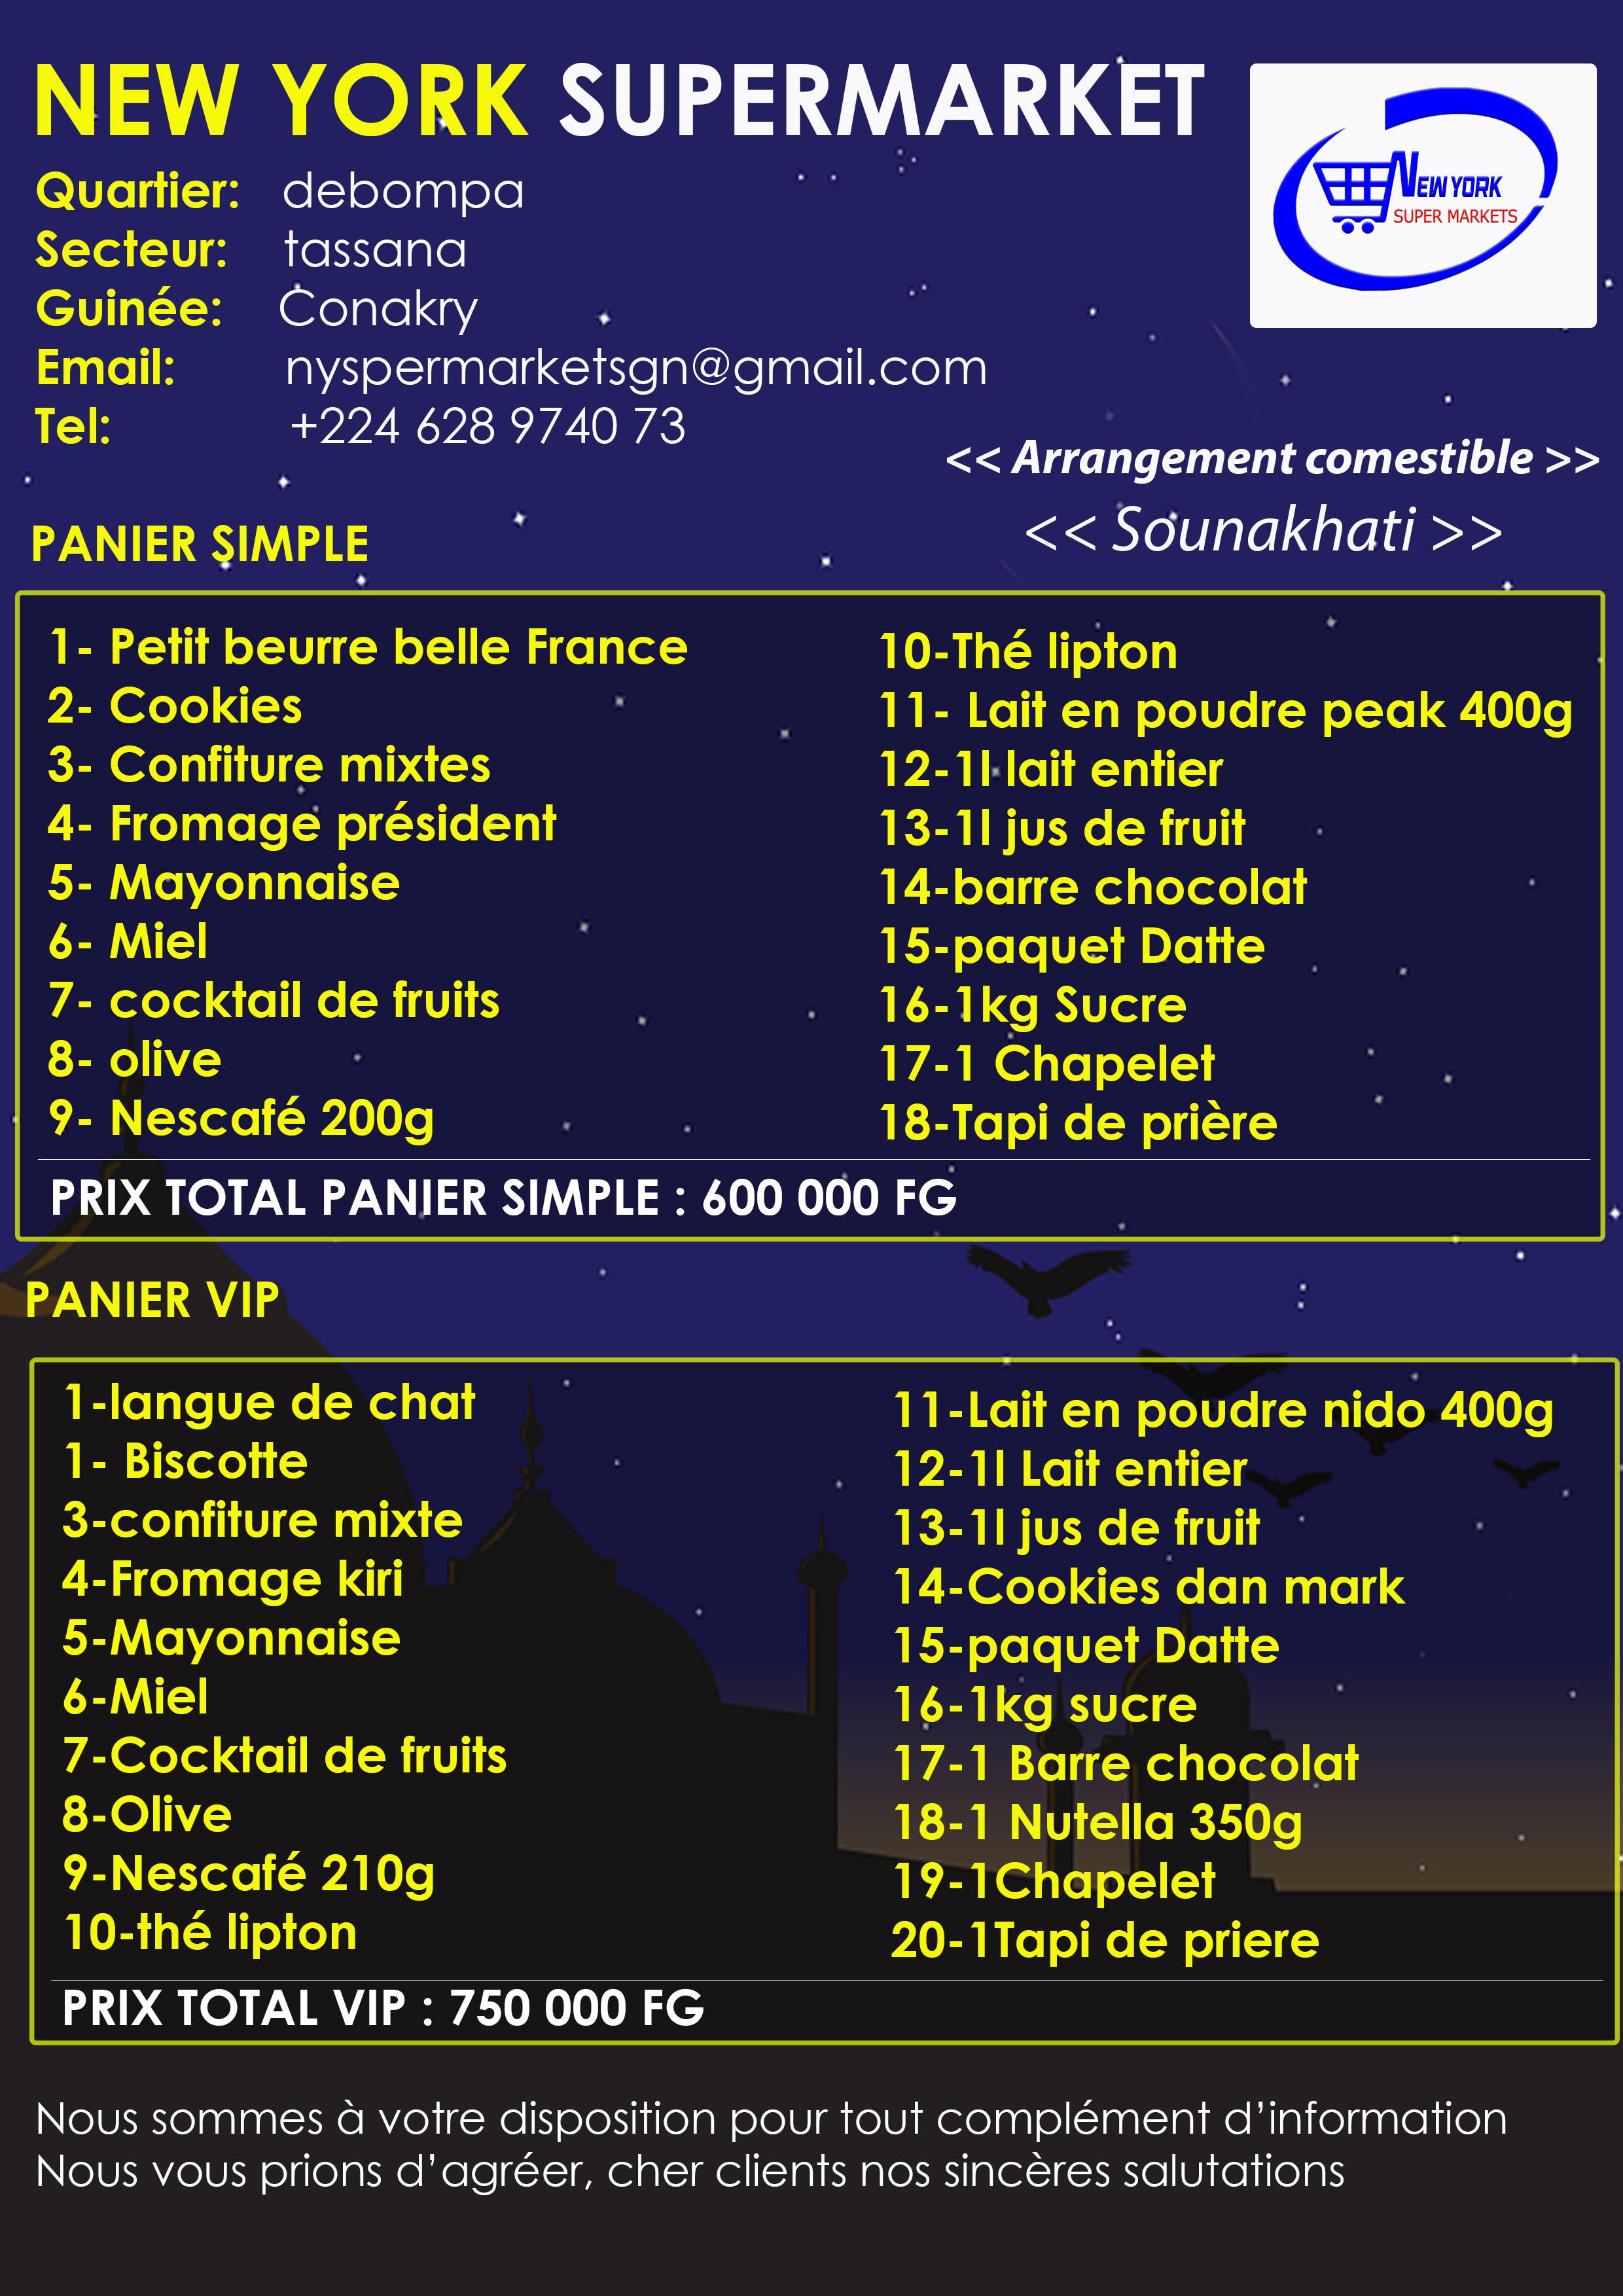 NEW YORK SUPERMARKET
NEW YORK
SUPER MARKETS
Quartier: debompa
Secteur: tassana
Guinée: Conakry
Email: nyspermarketsgn@gmail.com
Tel: +224 628 9740 73
<< Arrangement comestible >>
<< Sounakhati >>
PANIER SIMPLE
1- Petit beurre belle France
2- Cookies
3- Confiture mixtes
4- Fromage président
5- Mayonnaise
6- Miel
7- cocktail de fruits
8- olive
9- Nescafé 200g
10-Thé lipton
11- Lait en poudre peak 400g
12-1l lait entier
13-1l jus de fruit
14-barre chocolat
15-paquet Datte
16-1kg Sucre
17-1 Chapelet
18-Tapi de prière
PRIX TOTAL PANIER SIMPLE : 600 000 FG
PANIER VIP
1-langue de chat
1- Biscotte
3-confiture mixte
4-Fromage kiri
5-Mayonnaise
6-Miel
7-Cocktail de fruits
8-Olive
9-Nescafé 210g
10-thé lipton
11-Lait en poudre nido 400g
12-1l Lait entier
13-1l jus de fruit
14-Cookies dan mark
15-paquet Datte
16-1kg sucre
17-1 Barre chocolat
18-1 Nutella 350g
19-1Chapelet
20-1Tapi de priere
PRIX TOTAL VIP : 750 000 FG
Nous sommes à votre disposition pour tout complément d’information
Nous vous prions d’agréer, cher clients nos sincères salutations